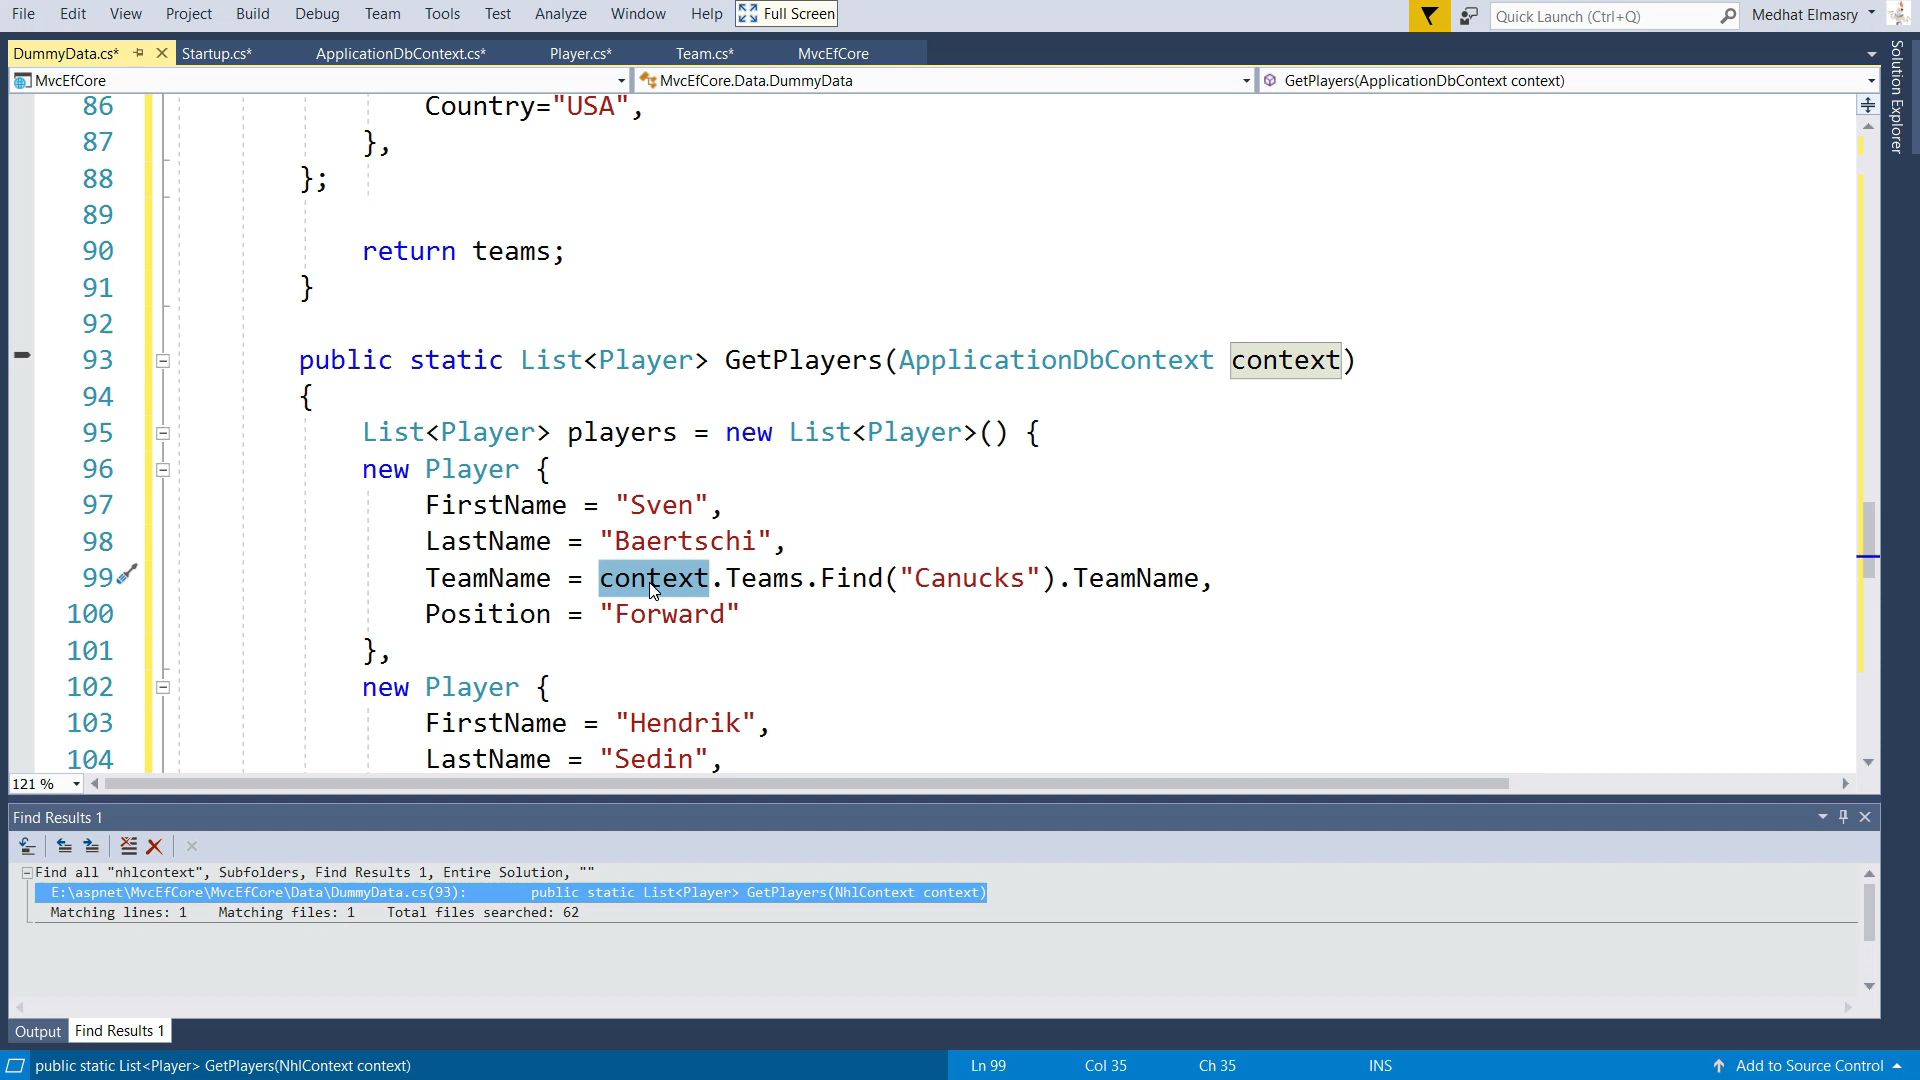 File Edit View Project Build Debug Team Tools Test Analyze Window Help Full Screen Quick Launch (Ctrl+Q) Medhat Elmasry
DummyData.cs* Startup.cs* ApplicationDbContext.cs* Player.cs* Team.cs* MvcEfCore
MvcEfCore MvcEfCore.Data.DummyData GetPlayers(ApplicationDbContext context)
Solution Explorer
86 Country="USA",
87 },
88 };
89
90 return teams;
91 }
92
93 public static List<Player> GetPlayers(ApplicationDbContext context)
94 {
95 List<Player> players = new List<Player>() {
96 new Player {
97 FirstName = "Sven",
98 LastName = "Baertschi",
99 TeamName = context.Teams.Find("Canucks").TeamName,
100 Position = "Forward"
101 },
102 new Player {
103 FirstName = "Hendrik",
104 LastName = "Sedin",
121 %
Find Results 1
Find all "nhlcontext", Subfolders, Find Results 1, Entire Solution, ""
E:\aspnet\MvcEfCore\MvcEfCore\Data\DummyData.cs(93): public static List<Player> GetPlayers(NhlContext context)
Matching lines: 1 Matching files: 1 Total files searched: 62
Output Find Results 1
public static List<Player> GetPlayers(NhlContext context) Ln 99 Col 35 Ch 35 INS Add to Source Control